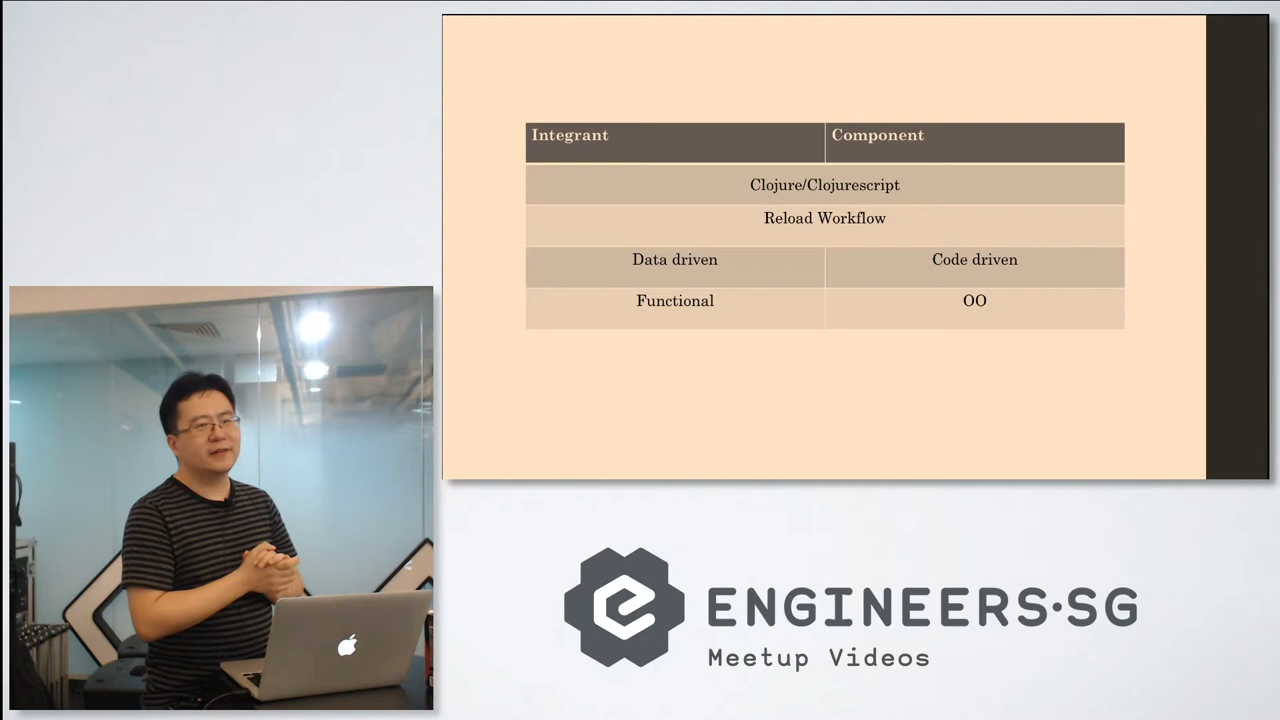 Integrant Component
Clojure/Clojurescript
Reload Workflow
Data driven Code driven
Functional OO
ENGINEERS·SG
Meetup Videos